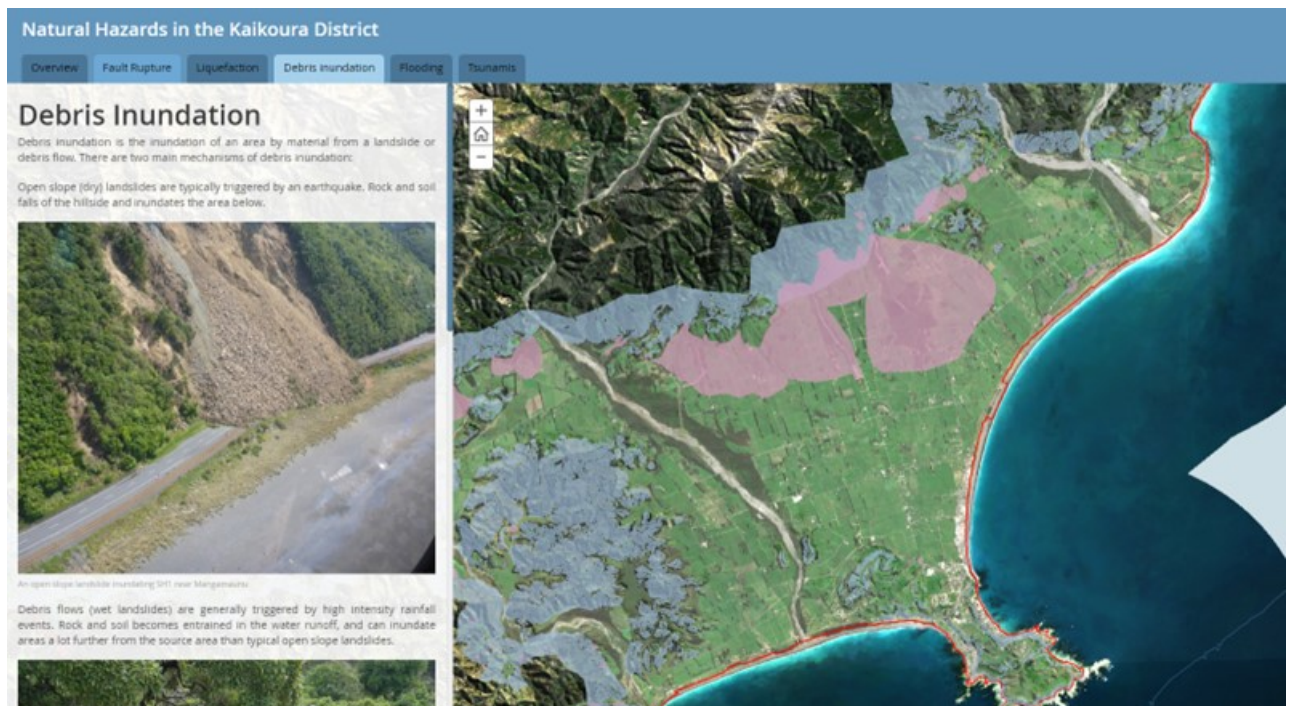 Natural Hazards in the Kaikoura District
Overview
Fault Rupture
Liquefaction
Debris Inundation
Flooding
Tsunamis
Debris Inundation
Debris inundation is the inundation of an area by material from a landslide or
debris flow. There are two main mechanisms of debris inundation:
Open slope (dry) landslides are typically triggered by an earthquake. Rock and soil
falls of the hillside and inundates the area below.
An open slope landslide inundating SH1 near Mangamaunu
Debris flows (wet landslides) are generally triggered by high intensity rainfall
events. Rock and soil becomes entrained in the water runoff, and can inundate
areas a lot further from the source area than typical open slope landslides.
+
−